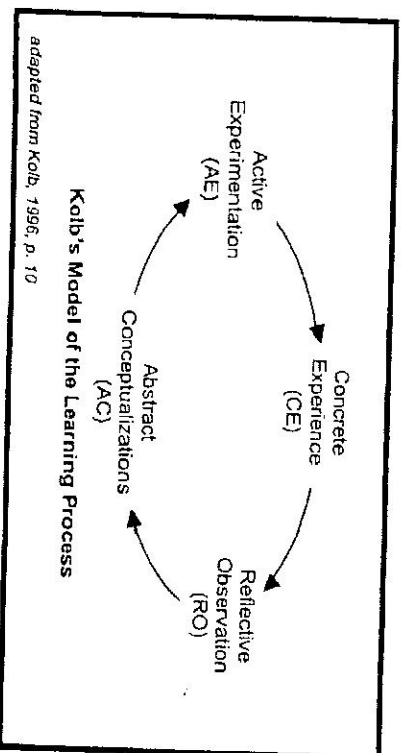 Concrete
Experience
(CE)
Active
Experimentation
(AE)
Reflective
Observation
(RO)
Abstract
Conceptualizations
(AC)
Kolb's Model of the Learning Process
adapted from Kolb, 1996, p. 10